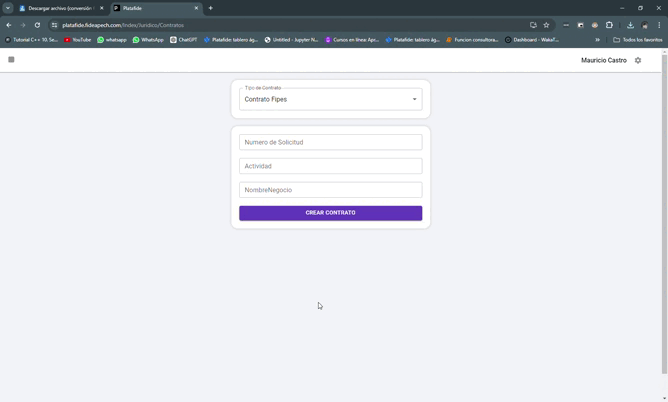 Descargar archivo (conversión
Platafide
platafide.fideapech.com/Index/Juridico/Contratos
Tutorial C++ 10. Se...
YouTube
whatsapp
WhatsApp
ChatGPT
Platafide: tablero ág...
Untitled - Jupyter N...
Cursos en línea: Apr...
Platafide: tablero ág...
Funcion consultora...
Dashboard - WakaT...
Todos los favoritos
Mauricio Castro
Tipo de Contrato
Contrato Fipes
Numero de Solicitud
Actividad
NombreNegocio
CREAR CONTRATO